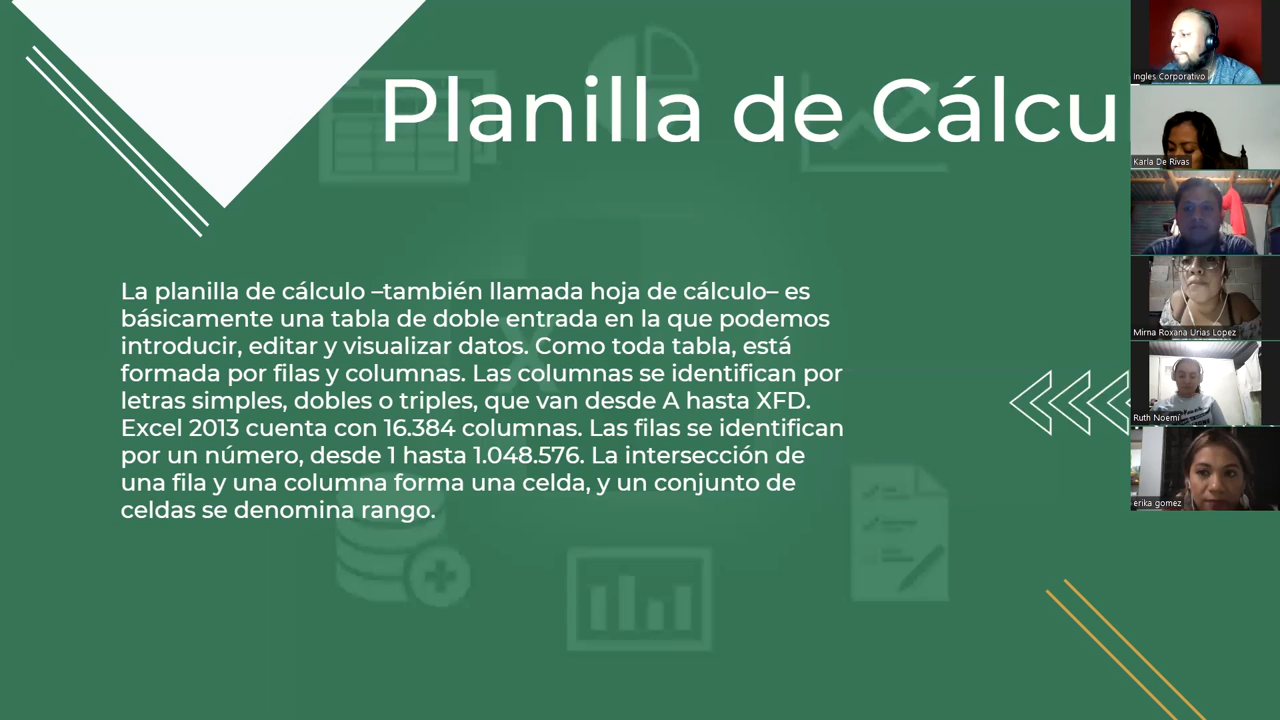 Planilla de Cálcu
La planilla de cálculo –también llamada hoja de cálculo– es
básicamente una tabla de doble entrada en la que podemos
introducir, editar y visualizar datos. Como toda tabla, está
formada por filas y columnas. Las columnas se identifican por
letras simples, dobles o triples, que van desde A hasta XFD.
Excel 2013 cuenta con 16.384 columnas. Las filas se identifican
por un número, desde 1 hasta 1.048.576. La intersección de
una fila y una columna forma una celda, y un conjunto de
celdas se denomina rango.
Ingles Corporativo
Karla De Rivas
Mirna Roxana Urias Lopez
Ruth Noemí
erika gomez